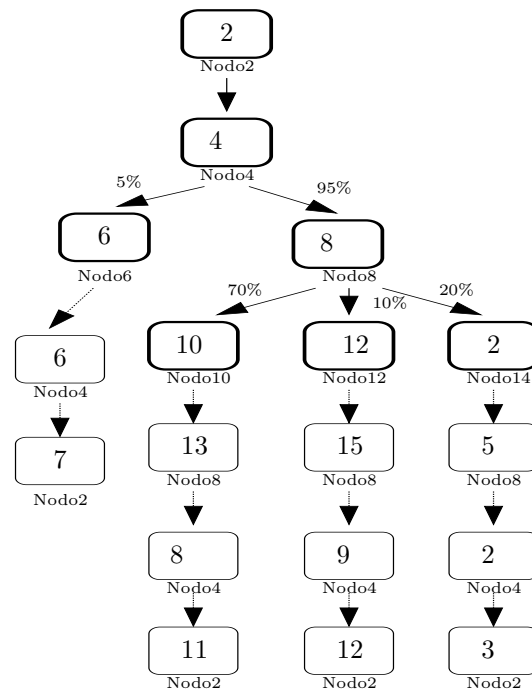 2
Nodo2
4
Nodo4
5% 95%
6 8
Nodo6 Nodo8
70% 10% 20%
6 10 12 2
Nodo4 Nodo10 Nodo12 Nodo14
7 13 15 5
Nodo2 Nodo8 Nodo8 Nodo8
8 9 2
Nodo4 Nodo4 Nodo4
11 12 3
Nodo2 Nodo2 Nodo2